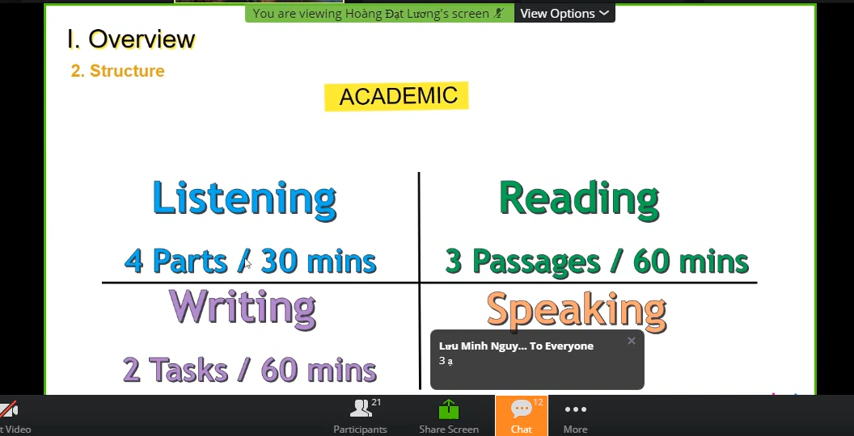 You are viewing Hoàng Đạt Lương's screen
View Options
I. Overview
2. Structure
ACADEMIC
Listening
4 Parts / 30 mins
Reading
3 Passages / 60 mins
Writing
2 Tasks / 60 mins
Speaking
Lưu Minh Nguy... To Everyone
3 ạ
t Video
Participants
21
Share Screen
Chat
12
More